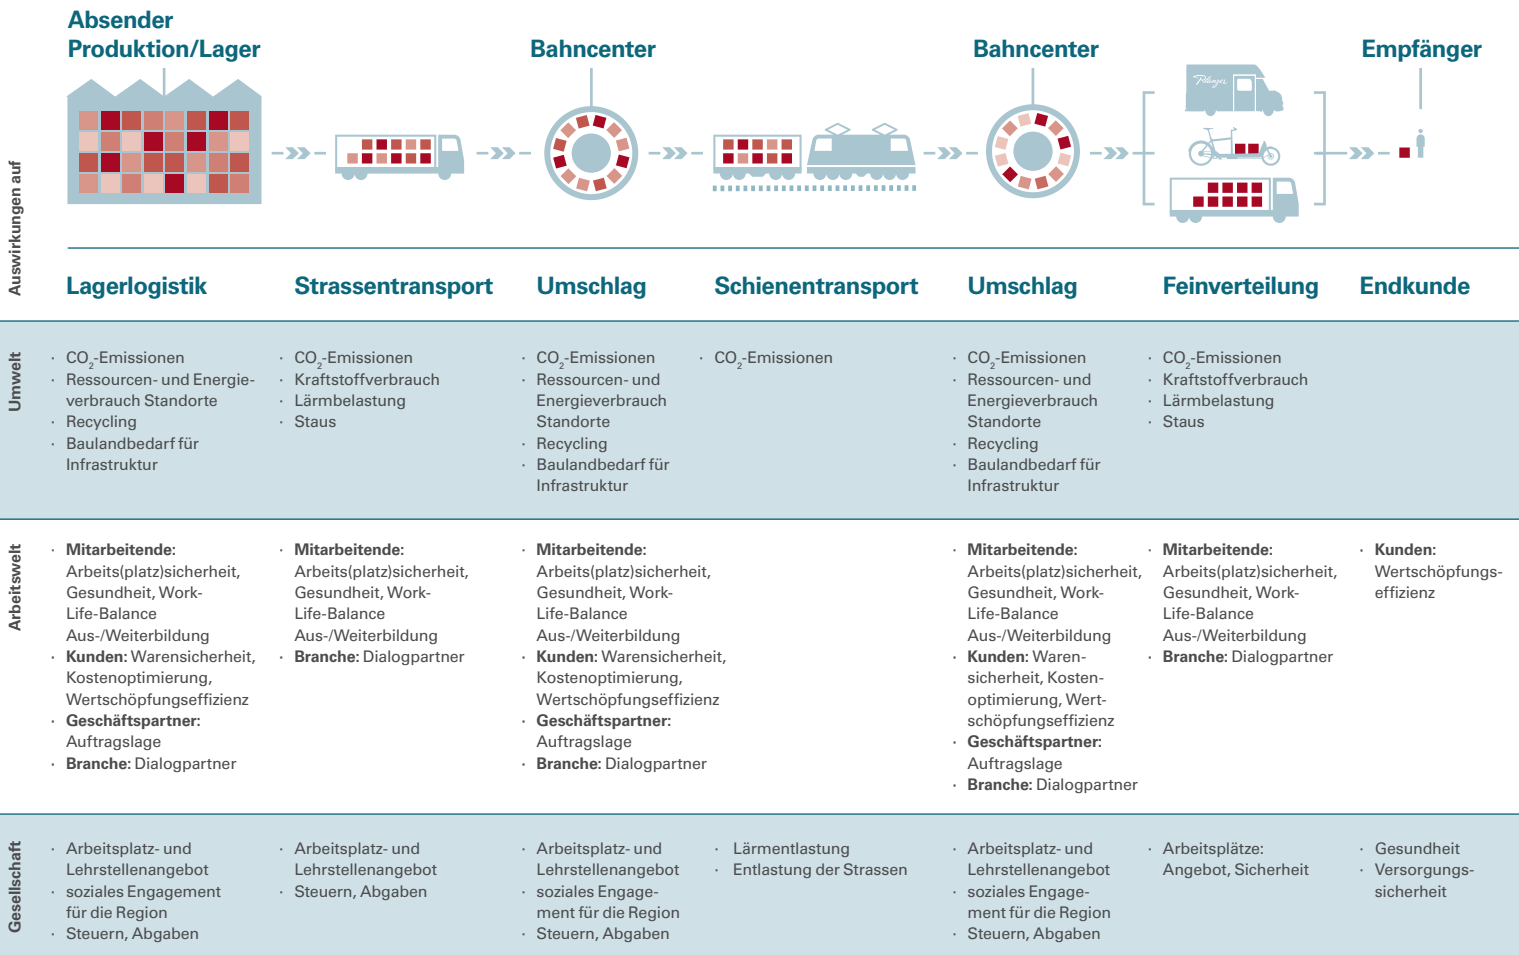 Absender
Produktion/Lager
Bahncenter
Bahncenter
Empfänger
Planzer
Auswirkungen auf
Lagerlogistik
Strassentransport
Umschlag
Schienentransport
Umschlag
Feinverteilung
Endkunde
Umwelt
· CO2-Emissionen
· Ressourcen- und Energie-
verbrauch Standorte
· Recycling
· Baulandbedarf für
Infrastruktur
· CO2-Emissionen
· Kraftstoffverbrauch
· Lärmbelastung
· Staus
· CO2-Emissionen
· Ressourcen- und
Energieverbrauch
Standorte
· Recycling
· Baulandbedarf für
Infrastruktur
· CO2-Emissionen
· CO2-Emissionen
· Ressourcen- und
Energieverbrauch
Standorte
· Recycling
· Baulandbedarf für
Infrastruktur
· CO2-Emissionen
· Kraftstoffverbrauch
· Lärmbelastung
· Staus
Arbeitswelt
· Mitarbeitende:
Arbeits(platz)sicherheit,
Gesundheit, Work-
Life-Balance
Aus-/Weiterbildung
· Kunden: Warensicherheit,
Kostenoptimierung,
Wertschöpfungseffizienz
· Geschäftspartner:
Auftragslage
· Branche: Dialogpartner
· Mitarbeitende:
Arbeits(platz)sicherheit,
Gesundheit, Work-
Life-Balance
Aus-/Weiterbildung
· Branche: Dialogpartner
· Mitarbeitende:
Arbeits(platz)sicherheit,
Gesundheit, Work-
Life-Balance
Aus-/Weiterbildung
· Kunden: Warensicherheit,
Kostenoptimierung,
Wertschöpfungseffizienz
· Geschäftspartner:
Auftragslage
· Branche: Dialogpartner
· Mitarbeitende:
Arbeits(platz)sicherheit,
Gesundheit, Work-
Life-Balance
Aus-/Weiterbildung
· Kunden: Waren-
sicherheit, Kosten-
optimierung, Wert-
schöpfungseffizienz
· Geschäftspartner:
Auftragslage
· Branche: Dialogpartner
· Mitarbeitende:
Arbeits(platz)sicherheit,
Gesundheit, Work-
Life-Balance
Aus-/Weiterbildung
· Branche: Dialogpartner
· Kunden:
Wertschöpfungs-
effizienz
Gesellschaft
· Arbeitsplatz- und
Lehrstellenangebot
· soziales Engagement
für die Region
· Steuern, Abgaben
· Arbeitsplatz- und
Lehrstellenangebot
· Steuern, Abgaben
· Arbeitsplatz- und
Lehrstellenangebot
· soziales Engage-
ment für die Region
· Steuern, Abgaben
· Lärmentlastung
· Entlastung der Strassen
· Arbeitsplatz- und
Lehrstellenangebot
· soziales Engage-
ment für die Region
· Steuern, Abgaben
· Arbeitsplätze:
Angebot, Sicherheit
· Gesundheit
· Versorgungs-
sicherheit